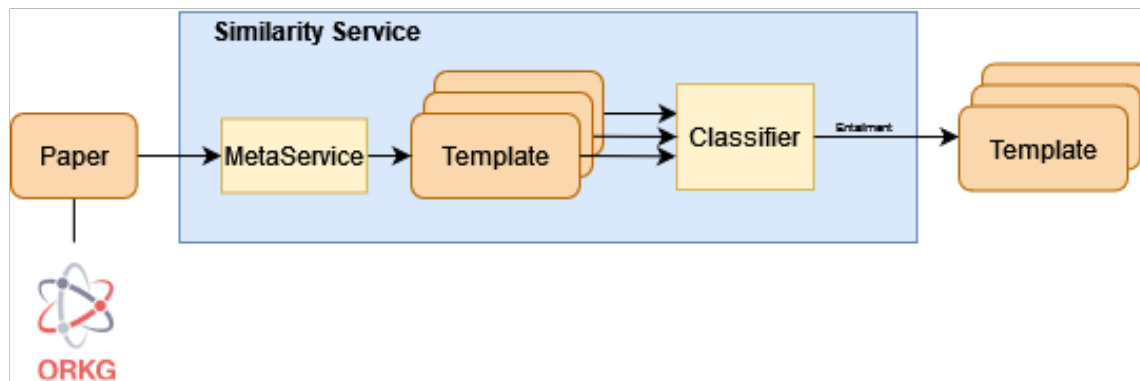 Similarity Service
Paper
MetaService
Template
Classifier
Entailment
Template
ORKG